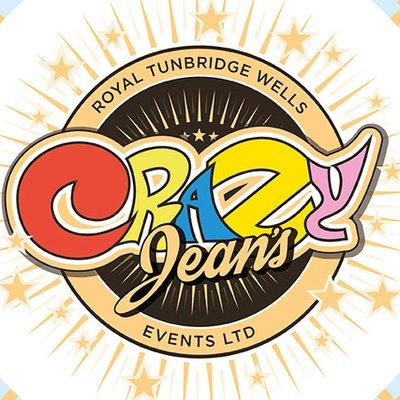 ROYAL TUNBRIDGE WELLS
CRAZY
Jean's
EVENTS LTD